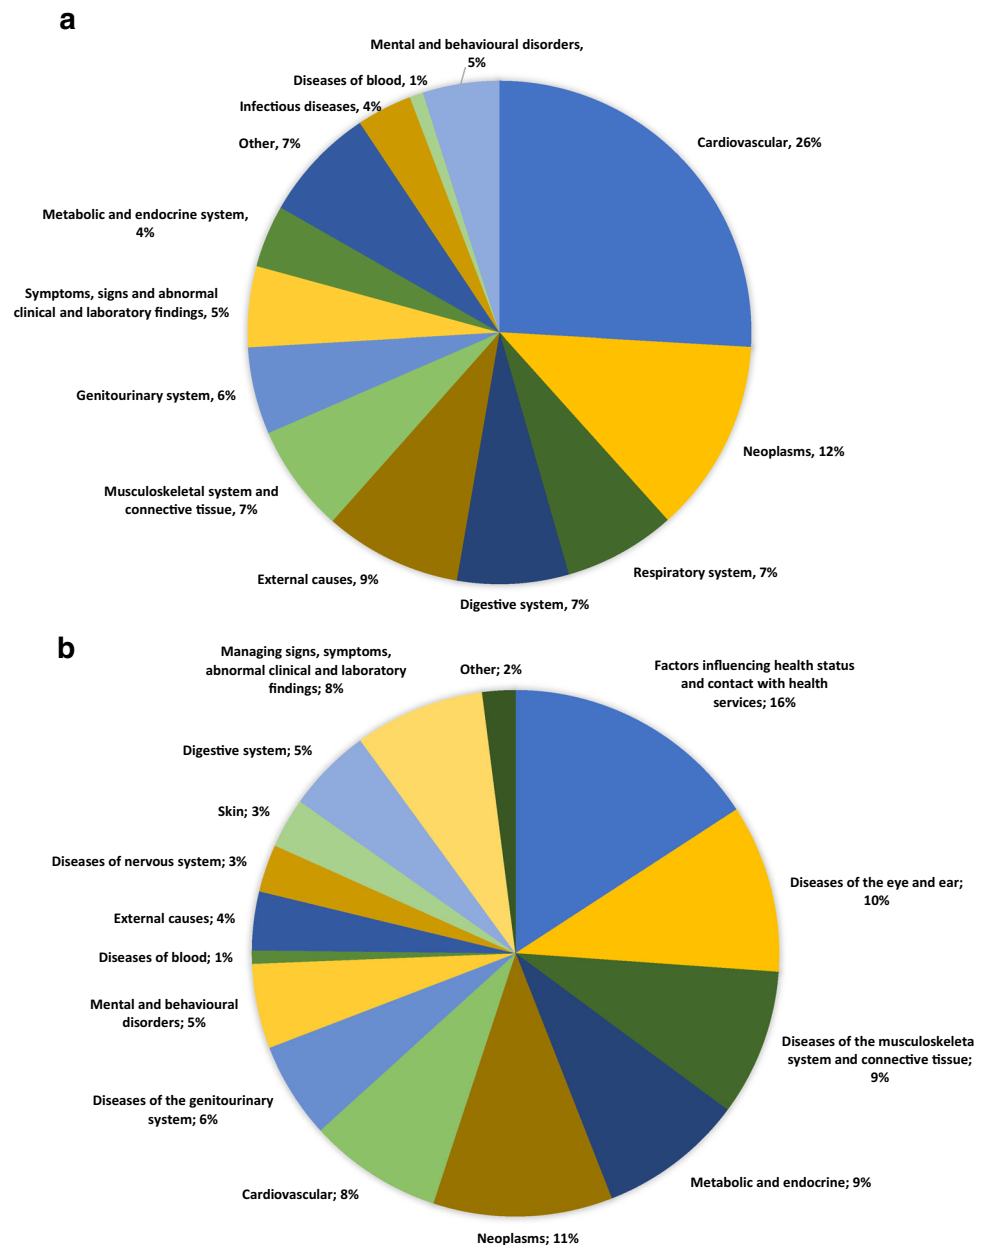 a
Mental and behavioural disorders,
5%
Diseases of blood, 1%
Infectious diseases, 4%
Other, 7%
Cardiovascular, 26%
Metabolic and endocrine system,
4%
Symptoms, signs and abnormal
clinical and laboratory findings, 5%
Genitourinary system, 6%
Neoplasms, 12%
Musculoskeletal system and
connective tissue, 7%
Respiratory system, 7%
External causes, 9%
Digestive system, 7%
b
Managing signs, symptoms,
abnormal clinical and laboratory
findings; 8%
Other; 2%
Factors influencing health status
and contact with health
services; 16%
Digestive system; 5%
Skin; 3%
Diseases of nervous system; 3%
Diseases of the eye and ear;
10%
External causes; 4%
Diseases of blood; 1%
Mental and behavioural
disorders; 5%
Diseases of the musculoskeleta
system and connective tissue;
9%
Diseases of the genitourinary
system; 6%
Metabolic and endocrine; 9%
Cardiovascular; 8%
Neoplasms; 11%